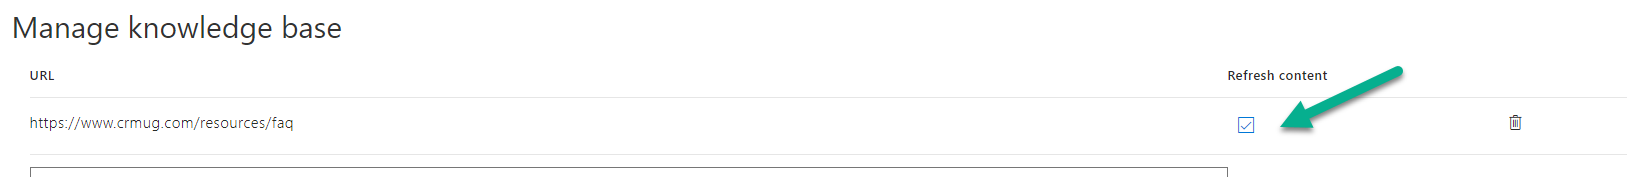 Manage knowledge base
URL Refresh content
https://www.crmug.com/resources/faq